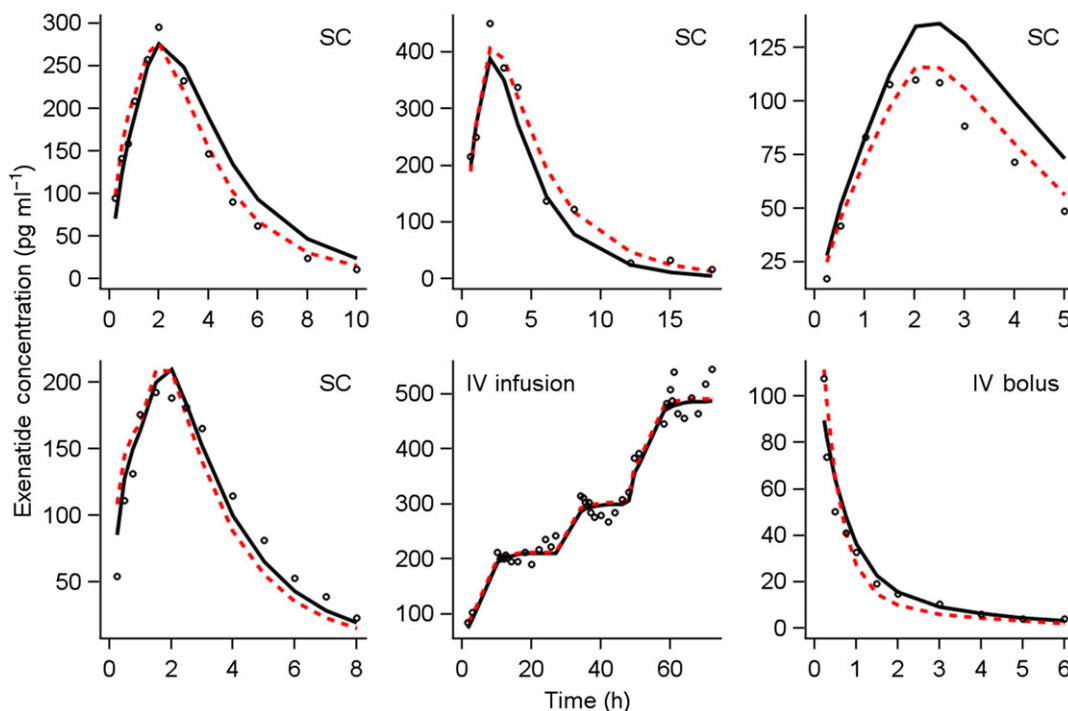 Exenatide concentration (pg ml−1)
300
250
200
150
100
50
0
0 2 4 6 8 10
SC
400
300
200
100
0
0 5 10 15
SC
125
100
75
50
25
0 1 2 3 4 5
SC
200
150
100
50
0 2 4 6 8
SC
500
400
300
200
100
0 20 40 60
IV infusion
100
80
60
40
20
0
0 1 2 3 4 5 6
IV bolus
Time (h)